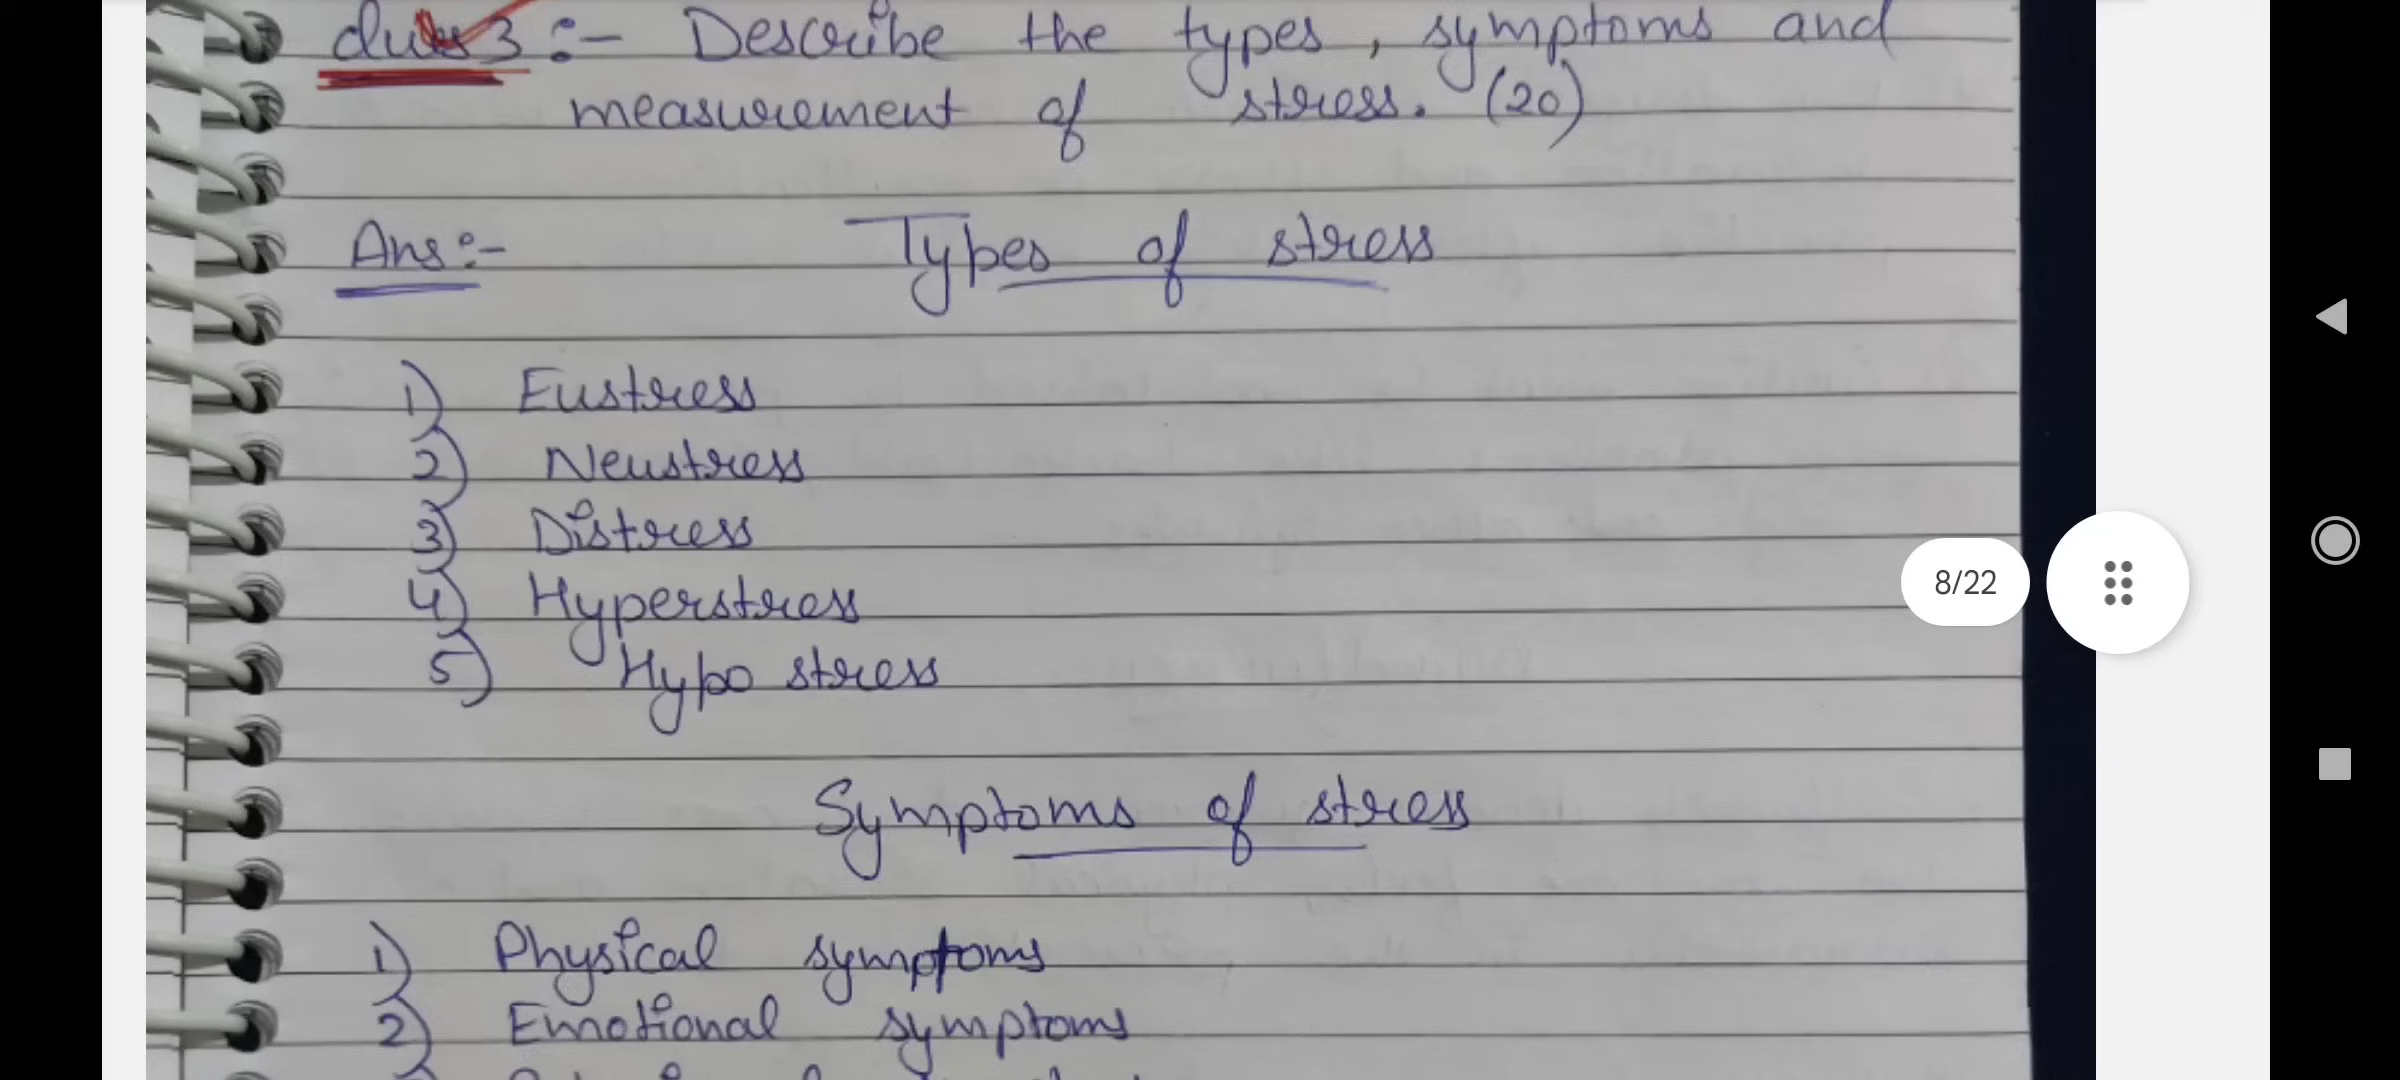 Ques 3 :- Describe the types, symptoms and
measurement of stress. (20)
Ans :- Types of stress
1) Eustress
2) Neustress
3) Distress
4) Hyperstress
5) Hypo stress
8/22
Symptoms of stress
1) Physical symptoms
2) Emotional symptoms